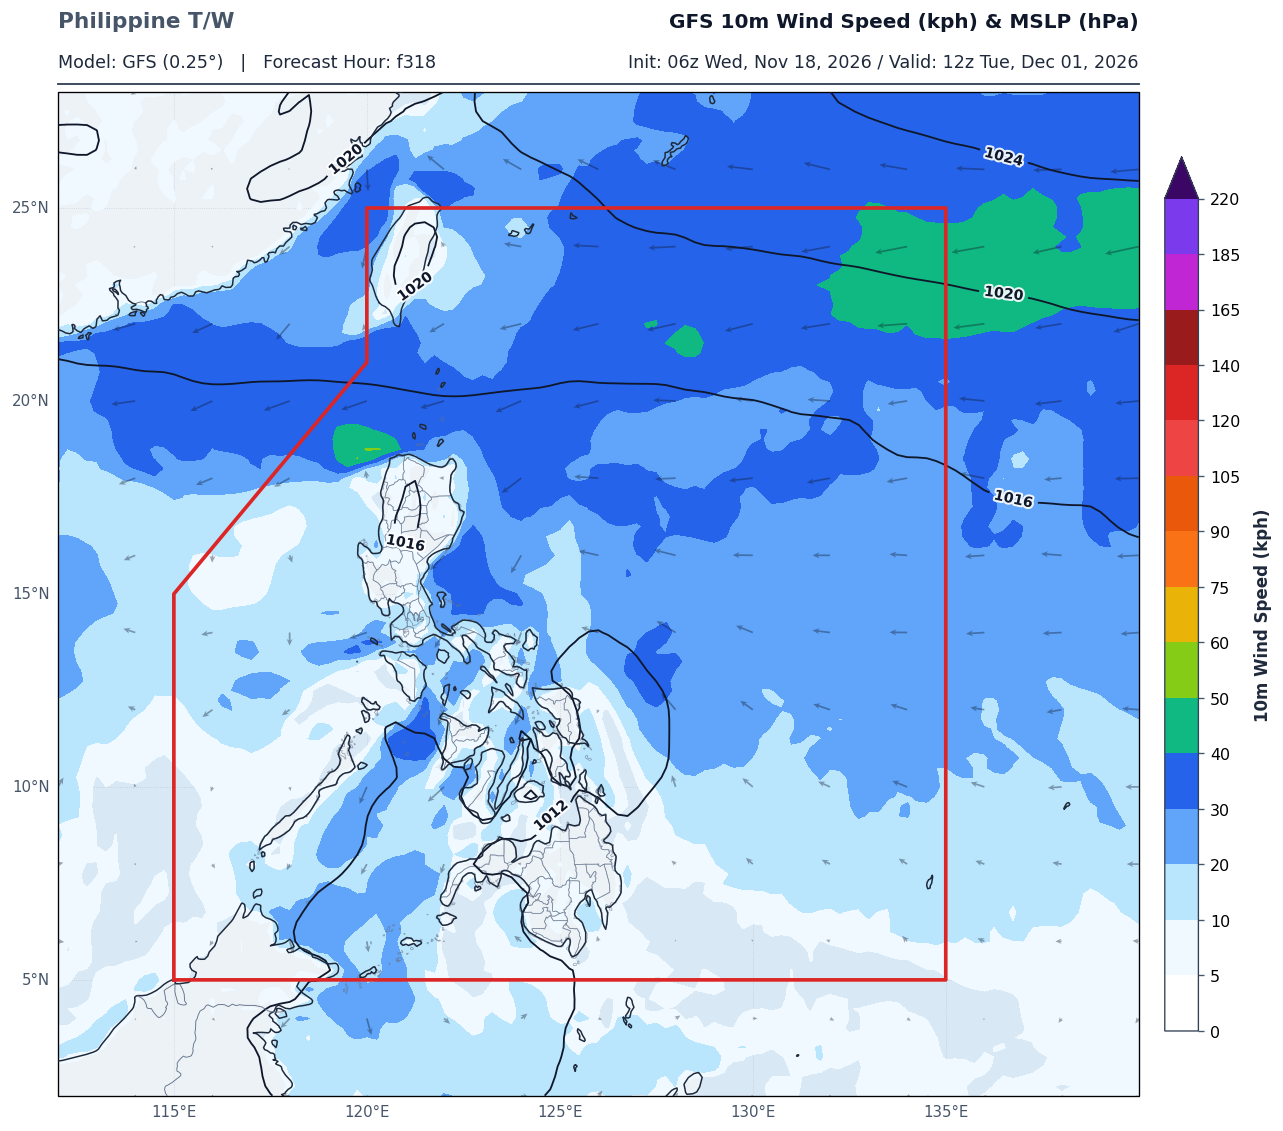 Philippine T/W
GFS 10m Wind Speed (kph) & MSLP (hPa)
Model: GFS (0.25°) | Forecast Hour: f318
Init: 06z Wed, Nov 18, 2026 / Valid: 12z Tue, Dec 01, 2026
1020
1024
1020
1020
1016
1016
1012
25°N
20°N
15°N
10°N
5°N
115°E
120°E
125°E
130°E
135°E
220
185
165
140
120
105
90
75
60
50
40
30
20
10
5
0
10m Wind Speed (kph)